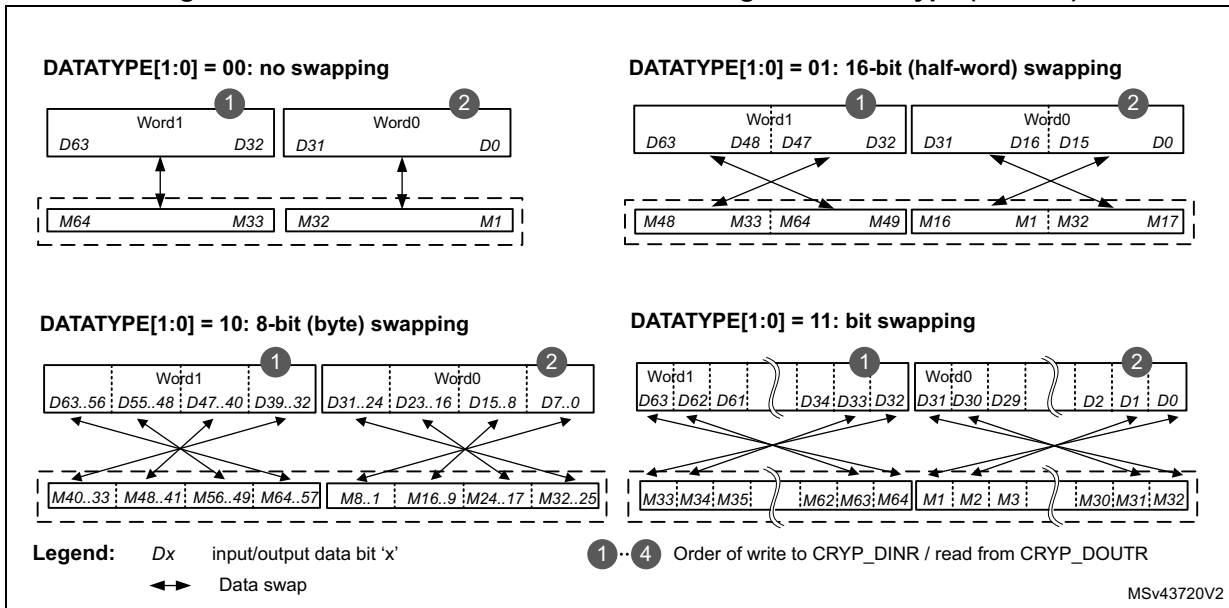 DATATYPE[1:0] = 00: no swapping
1 2
Word1 Word0
D63 D32 D31 D0
M64 M33 M32 M1
DATATYPE[1:0] = 01: 16-bit (half-word) swapping
1 2
Word1 Word0
D63 D48 D47 D32 D31 D16 D15 D0
M48 M33 M64 M49 M16 M1 M32 M17
DATATYPE[1:0] = 10: 8-bit (byte) swapping
1 2
Word1 Word0
D63..56 D55..48 D47..40 D39..32 D31..24 D23..16 D15..8 D7..0
M40..33 M48..41 M56..49 M64..57 M8..1 M16..9 M24..17 M32..25
DATATYPE[1:0] = 11: bit swapping
1 2
Word1 Word0
D63 D62 D61 D34 D33 D32 D31 D30 D29 D2 D1 D0
M33 M34 M35 M62 M63 M64 M1 M2 M3 M30 M31 M32
Legend: Dx input/output data bit ‘x’
1··4 Order of write to CRYP_DINR / read from CRYP_DOUTR
Data swap
MSv43720V2